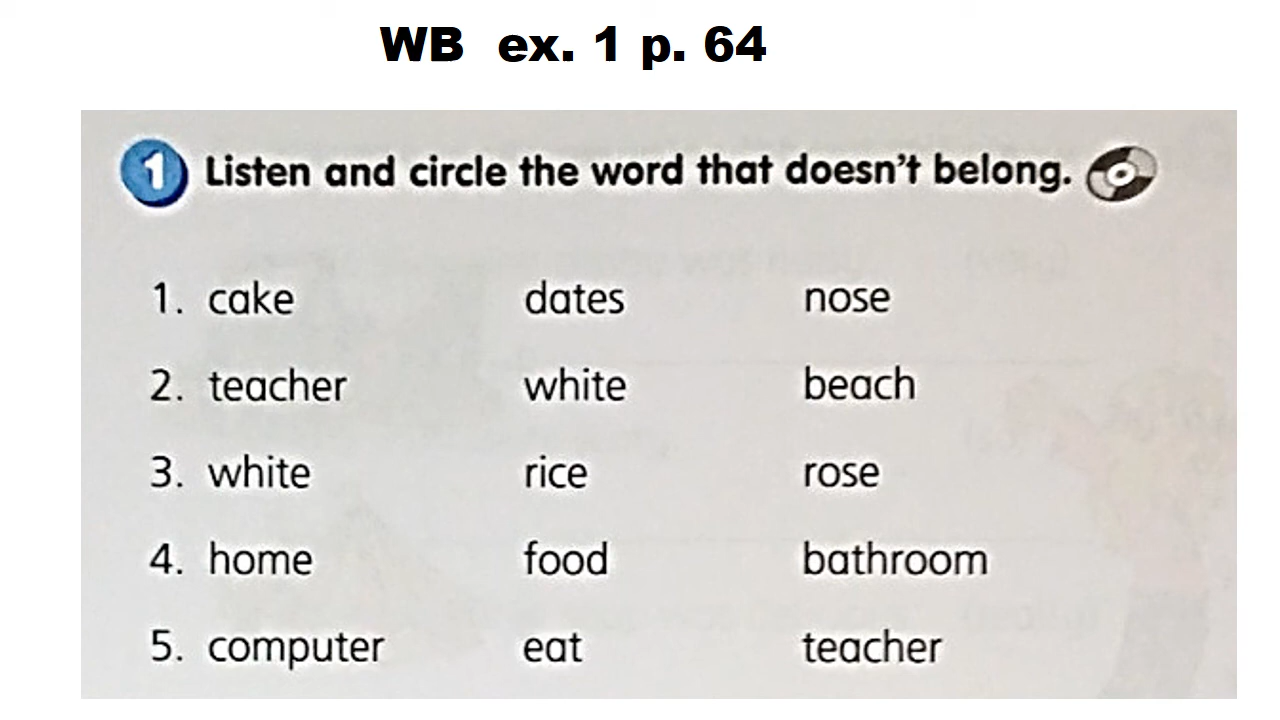 WB ex. 1 p. 64
1 Listen and circle the word that doesn't belong.
1. cake dates nose
2. teacher white beach
3. white rice rose
4. home food bathroom
5. computer eat teacher